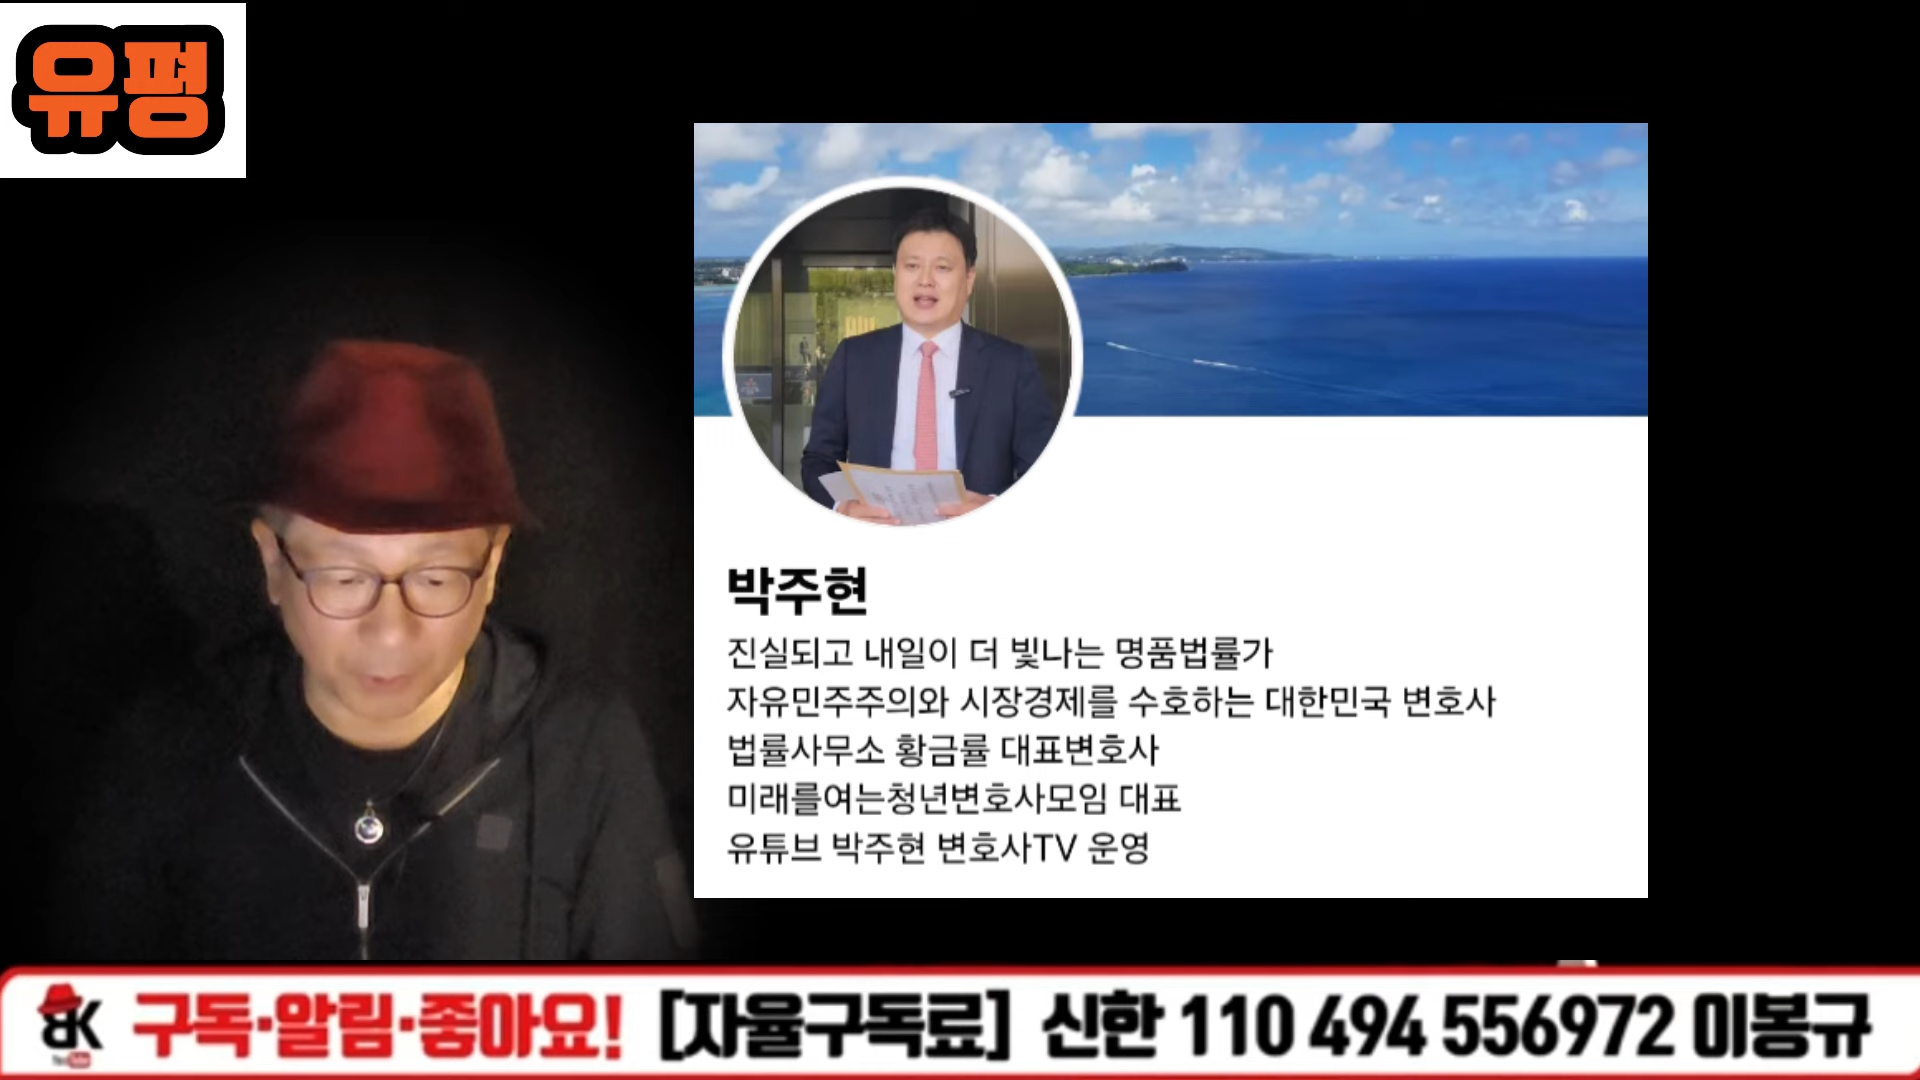 유평
박주현
진실되고 내일이 더 빛나는 명품법률가
자유민주주의와 시장경제를 수호하는 대한민국 변호사
법률사무소 황금률 대표변호사
미래를여는청년변호사모임 대표
유튜브 박주현 변호사TV 운영
BK 구독·알림·좋아요! [자율구독료] 신한 110 494 556972 이봉규